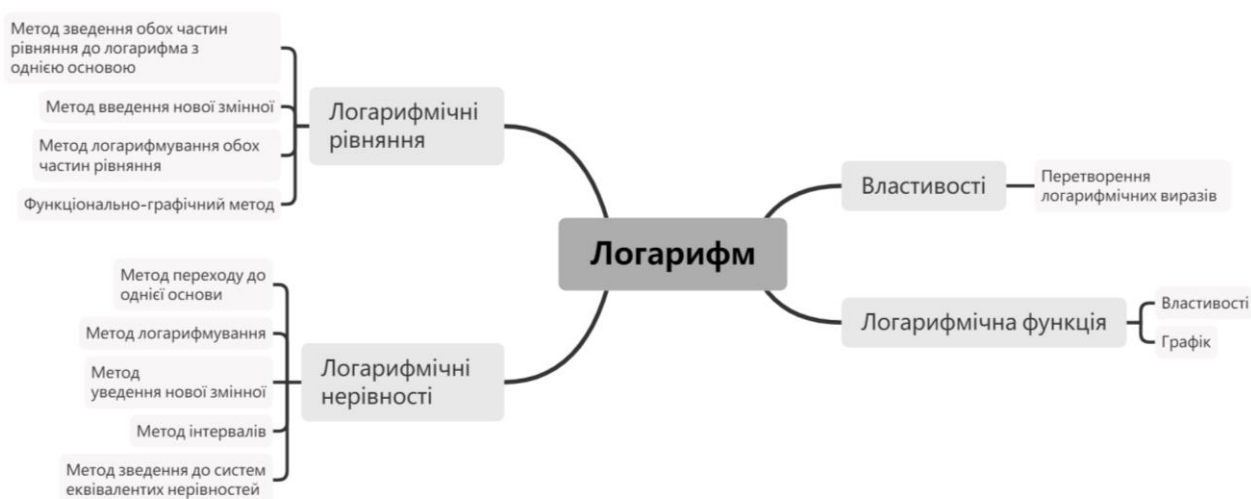 Метод зведення обох частин
рівняння до логарифма з
однією основою
Метод введення нової змінної
Метод логарифмування обох
частин рівняння
Функціонально-графічний метод
Логарифмічні
рівняння
Метод переходу до
однієї основи
Метод логарифмування
Метод
уведення нової змінної
Метод інтервалів
Метод зведення до систем
еквівалентих нерівностей
Логарифмічні
нерівності
Логарифм
Властивості
Перетворення
логарифмічних виразів
Логарифмічна функція
Властивості
Графік